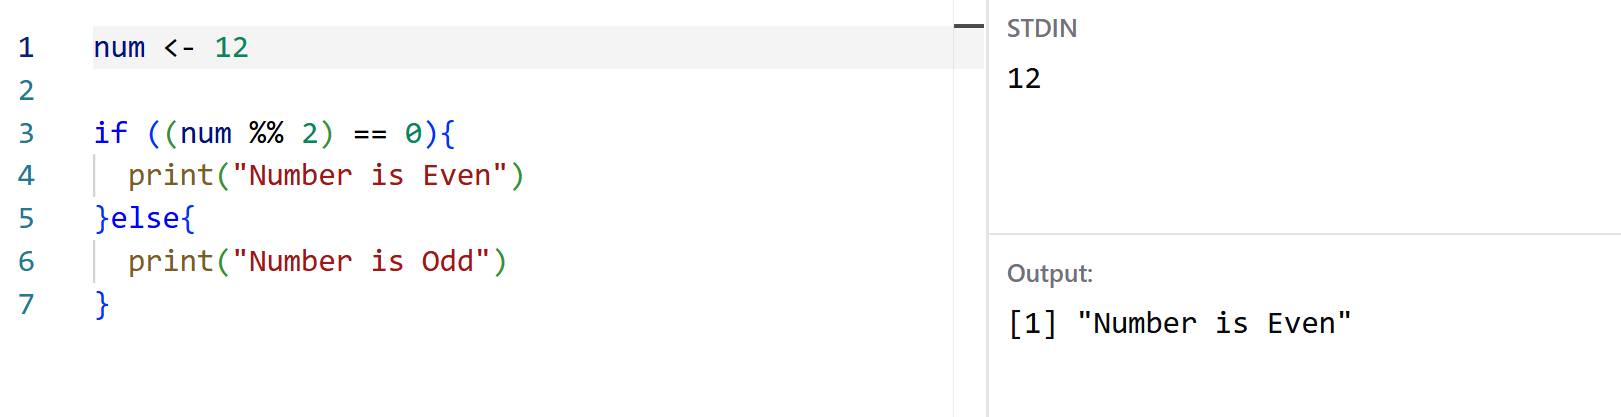 1 num <- 12
2
3 if ((num %% 2) == 0){
4   print("Number is Even")
5 }else{
6   print("Number is Odd")
7 }
STDIN
12
Output:
[1] "Number is Even"